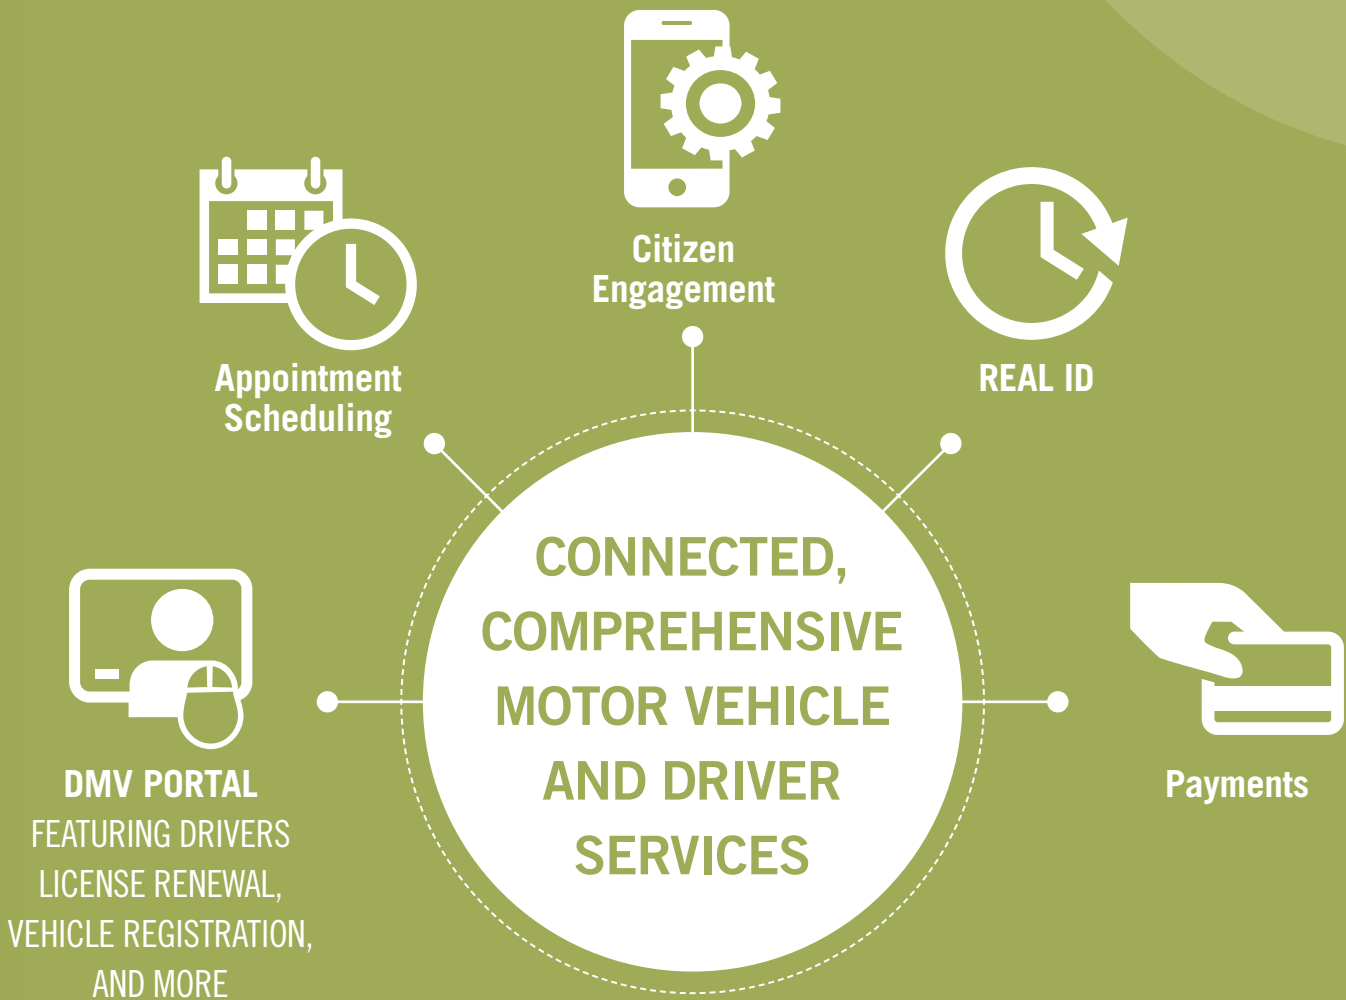 Citizen
Engagement
Appointment
Scheduling
REAL ID
CONNECTED,
COMPREHENSIVE
MOTOR VEHICLE
AND DRIVER
SERVICES
DMV PORTAL
FEATURING DRIVERS
LICENSE RENEWAL,
VEHICLE REGISTRATION,
AND MORE
Payments